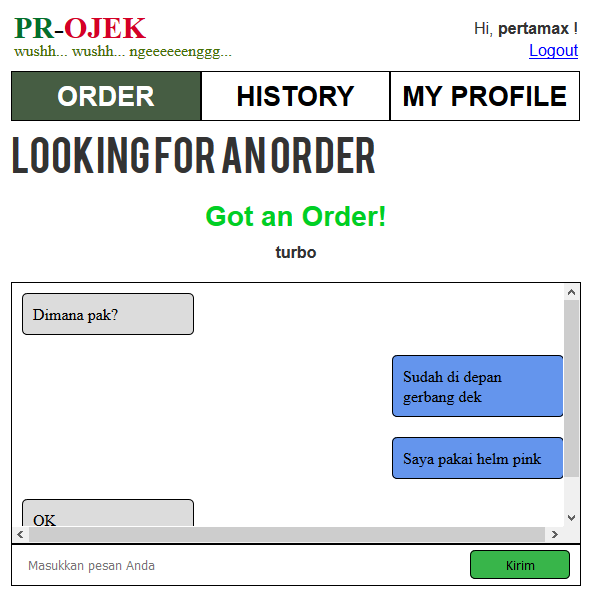 PR-OJEK
wushh... wushh... ngeeeeeenggg...
Hi, pertamax !
Logout
ORDER
HISTORY
MY PROFILE
LOOKING FOR AN ORDER
Got an Order!
turbo
Dimana pak?
Sudah di depan
gerbang dek
Saya pakai helm pink
OK
Masukkan pesan Anda
Kirim